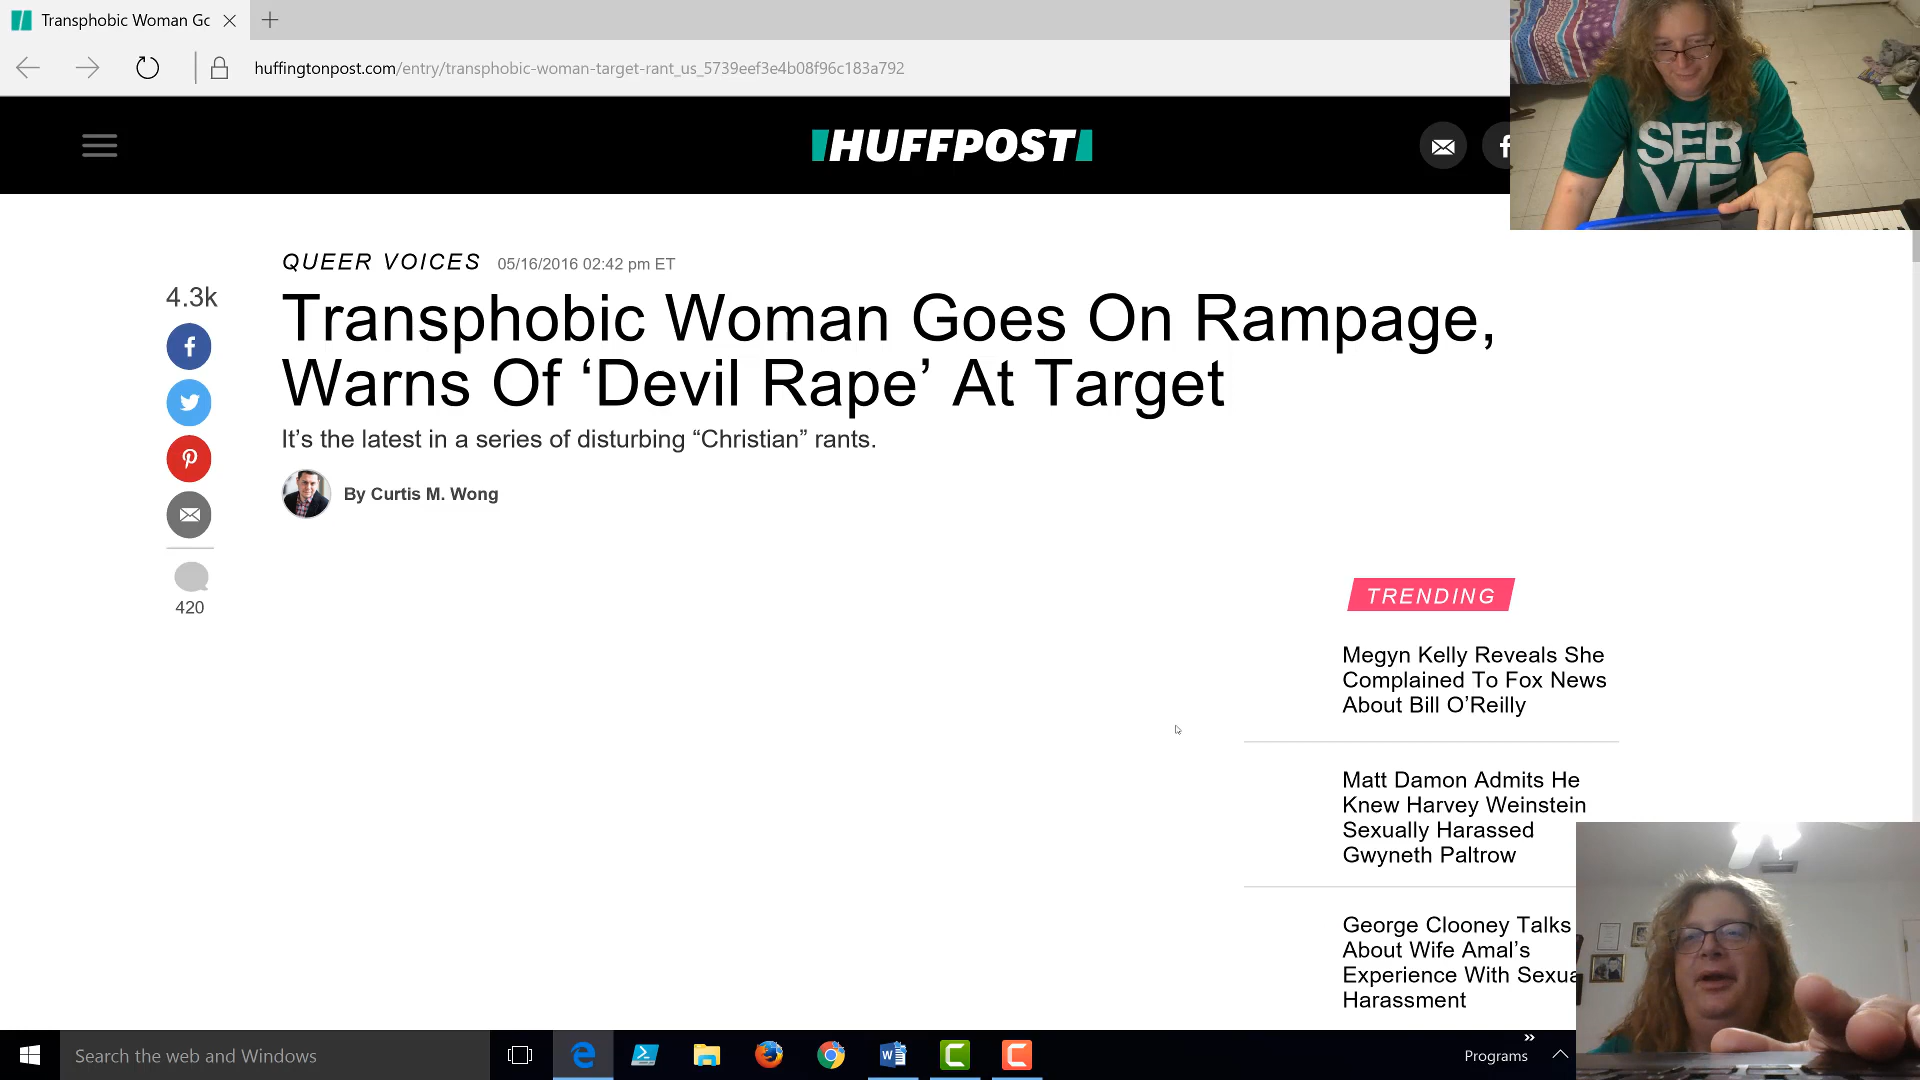 Transphobic Woman Go
huffingtonpost.com/entry/transphobic-woman-target-rant_us_5739eef3e4b08f96c183a792
HUFFPOST
SER
VE
QUEER VOICES 05/16/2016 02:42 pm ET
4.3k
Transphobic Woman Goes On Rampage,
Warns Of ‘Devil Rape’ At Target
It’s the latest in a series of disturbing “Christian” rants.
By Curtis M. Wong
420
TRENDING
Megyn Kelly Reveals She
Complained To Fox News
About Bill O’Reilly
Matt Damon Admits He
Knew Harvey Weinstein
Sexually Harassed
Gwyneth Paltrow
George Clooney Talks
About Wife Amal’s
Experience With Sexua
Harassment
Search the web and Windows
Programs